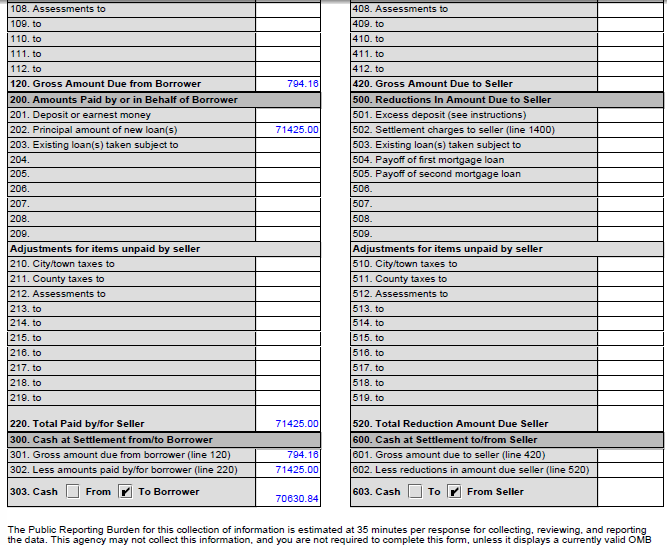 108. Assessments to
109. to
110. to
111. to
112. to
120. Gross Amount Due from Borrower 794.16
200. Amounts Paid by or in Behalf of Borrower
201. Deposit or earnest money
202. Principal amount of new loan(s) 71425.00
203. Existing loan(s) taken subject to
204.
205.
206.
207.
208.
209.
Adjustments for items unpaid by seller
210. City/town taxes to
211. County taxes to
212. Assessments to
213. to
214. to
215. to
216. to
217. to
218. to
219. to
220. Total Paid by/for Seller 71425.00
300. Cash at Settlement from/to Borrower
301. Gross amount due from borrower (line 120) 794.16
302. Less amounts paid by/for borrower (line 220) 71425.00
303. Cash From To Borrower 70630.84
408. Assessments to
409. to
410. to
411. to
412. to
420. Gross Amount Due to Seller
500. Reductions In Amount Due to Seller
501. Excess deposit (see instructions)
502. Settlement charges to seller (line 1400)
503. Existing loan(s) taken subject to
504. Payoff of first mortgage loan
505. Payoff of second mortgage loan
506.
507.
508.
509.
Adjustments for items unpaid by seller
510. City/town taxes to
511. County taxes to
512. Assessments to
513. to
514. to
515. to
516. to
517. to
518. to
519. to
520. Total Reduction Amount Due Seller
600. Cash at Settlement to/from Seller
601. Gross amount due to seller (line 420)
602. Less reductions in amount due seller (line 520)
603. Cash To From Seller
The Public Reporting Burden for this collection of information is estimated at 35 minutes per response for collecting, reviewing, and reporting
the data. This agency may not collect this information, and you are not required to complete this form, unless it displays a currently valid OMB